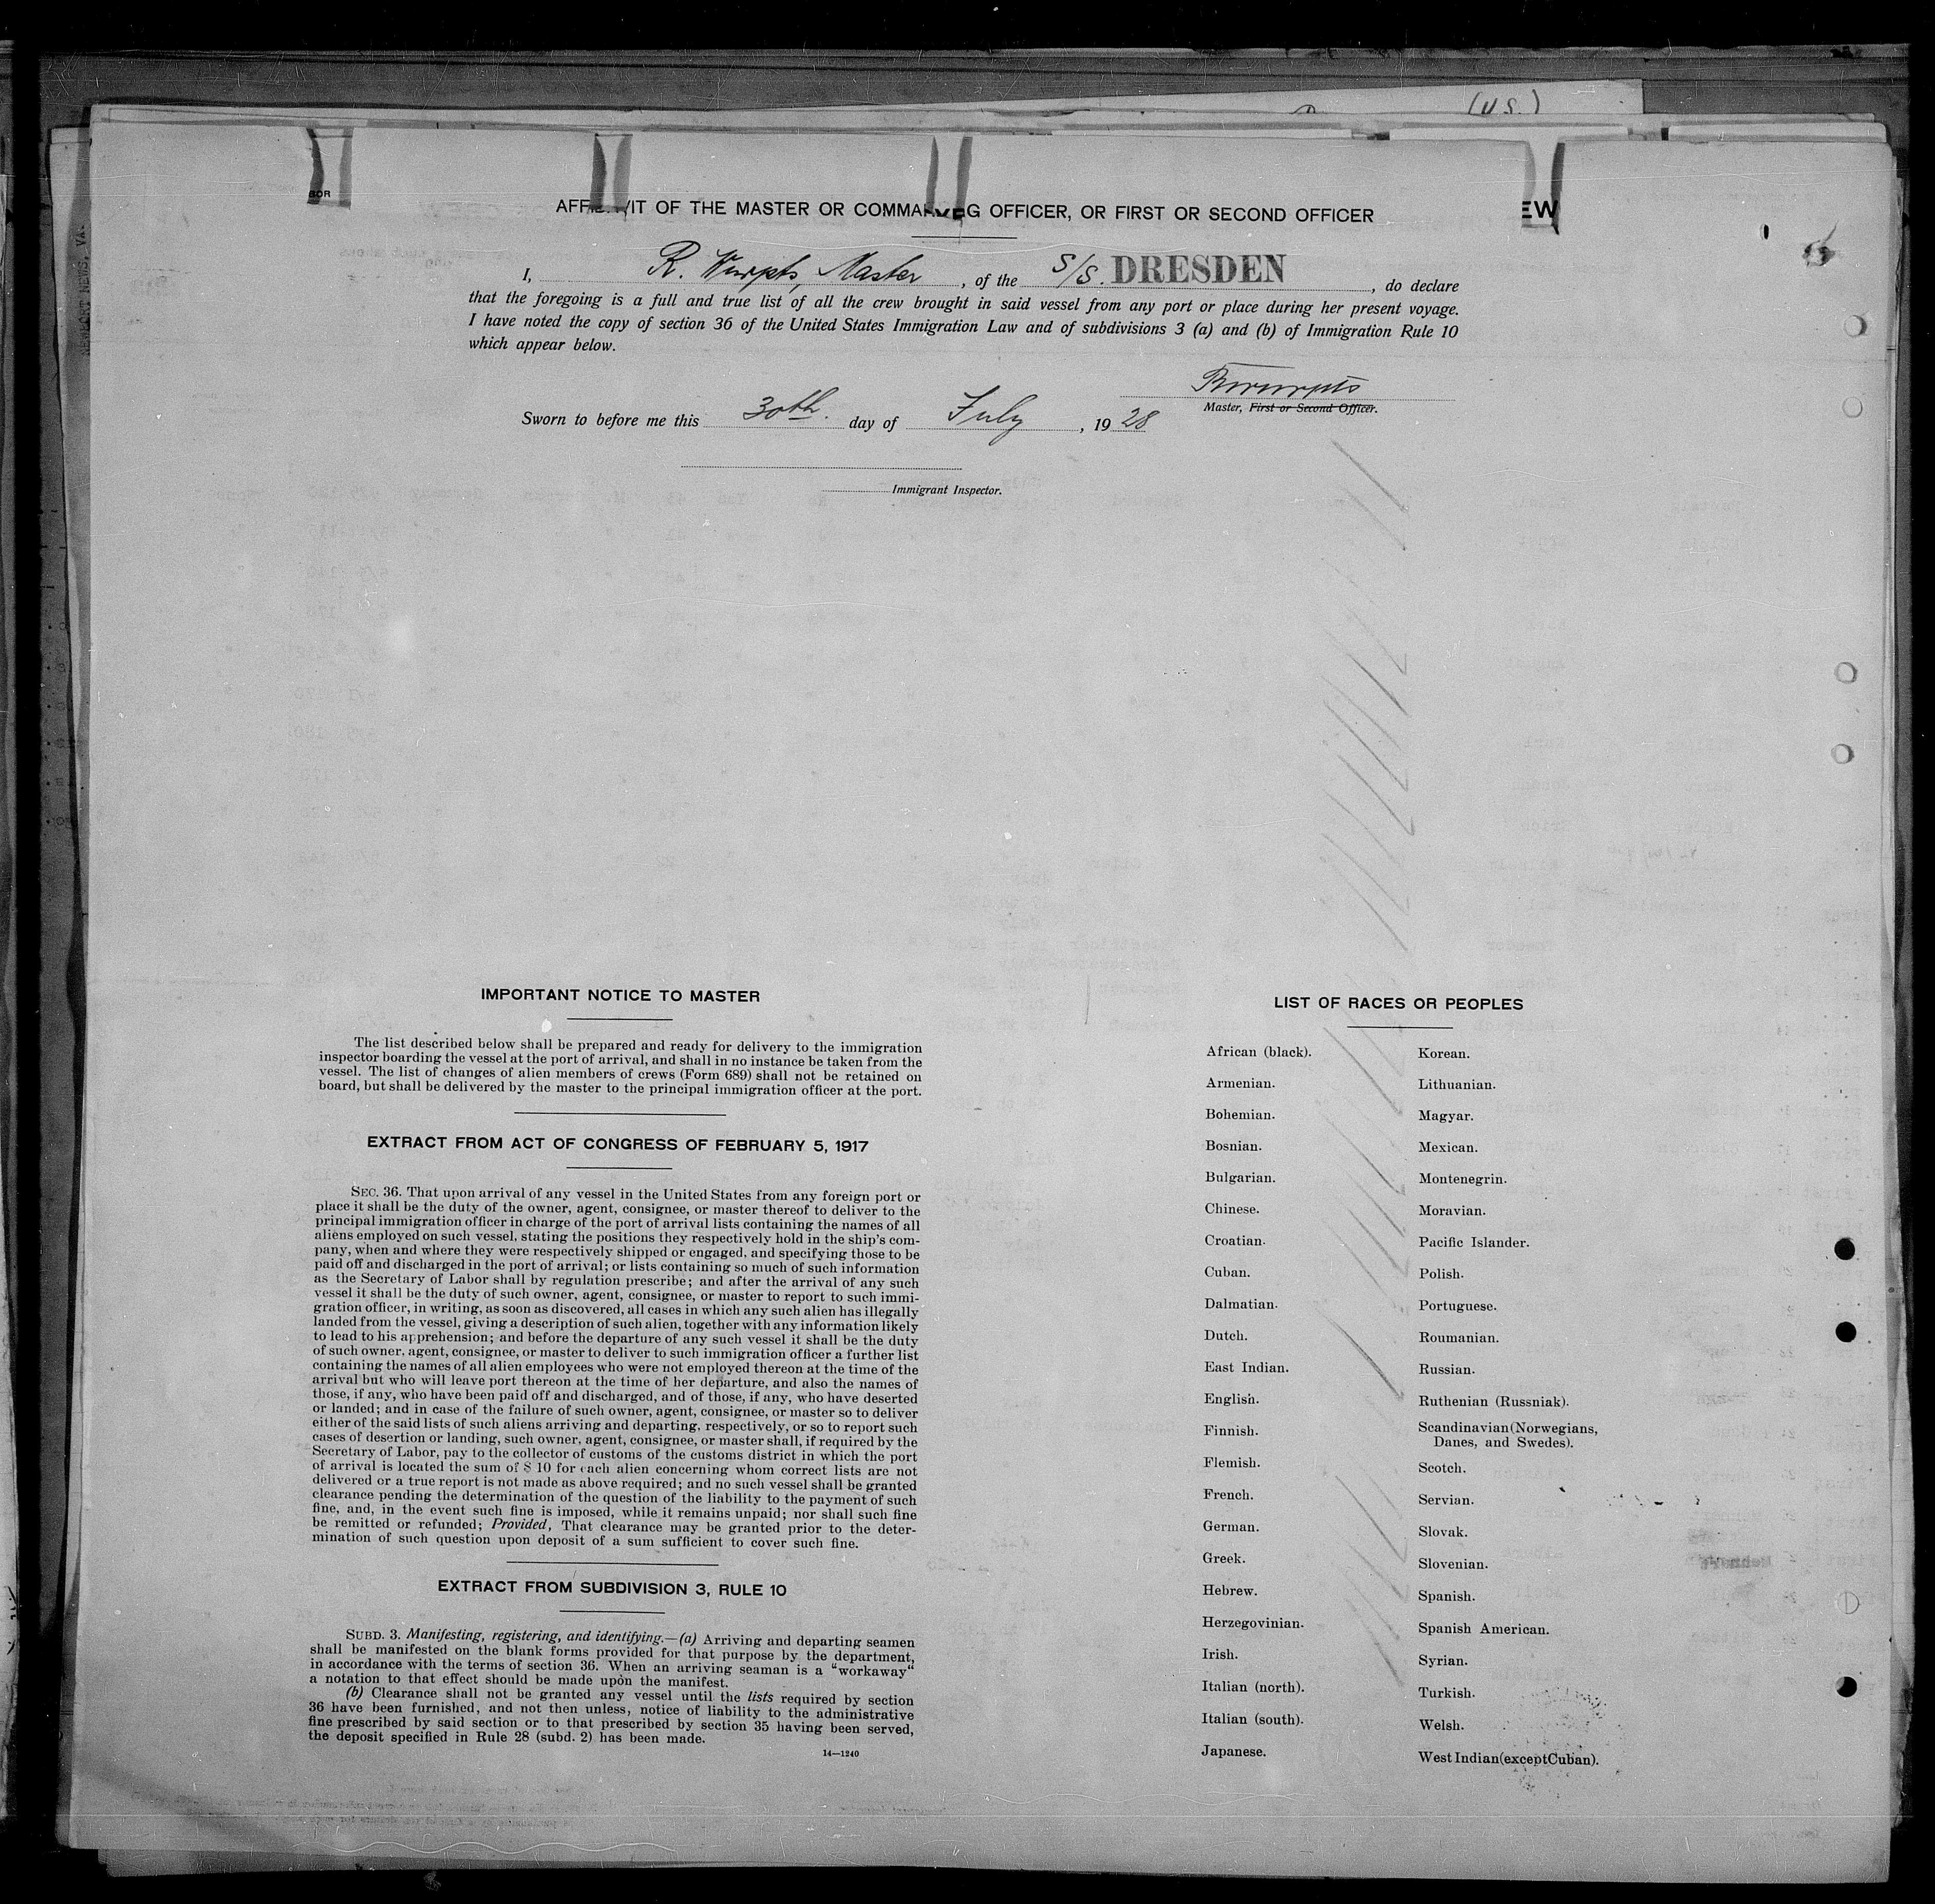 (U.S.)
BOR
EW
AFFIDAVIT OF THE MASTER OR COMMANDING OFFICER, OR FIRST OR SECOND OFFICER
I, R. Wurpts, Master, of the S/S. DRESDEN, do declare
that the foregoing is a full and true list of all the crew brought in said vessel from any port or place during her present voyage.
I have noted the copy of section 36 of the United States Immigration Law and of subdivisions 3 (a) and (b) of Immigration Rule 10
which appear below.
Master, First or Second Officer.
Sworn to before me this 30th. day of July, 1928
Immigrant Inspector.
IMPORTANT NOTICE TO MASTER
The list described below shall be prepared and ready for delivery to the immigration
inspector boarding the vessel at the port of arrival, and shall in no instance be taken from the
vessel. The list of changes of alien members of crews (Form 689) shall not be retained on
board, but shall be delivered by the master to the principal immigration officer at the port.
EXTRACT FROM ACT OF CONGRESS OF FEBRUARY 5, 1917
SEC. 36. That upon arrival of any vessel in the United States from any foreign port or
place it shall be the duty of the owner, agent, consignee, or master thereof to deliver to the
principal immigration officer in charge of the port of arrival lists containing the names of all
aliens employed on such vessel, stating the positions they respectively hold in the ship's com-
pany, when and where they were respectively shipped or engaged, and specifying those to be
paid off and discharged in the port of arrival; or lists containing so much of such information
as the Secretary of Labor shall by regulation prescribe; and after the arrival of any such
vessel it shall be the duty of such owner, agent, consignee, or master to report to such immi-
gration officer, in writing, as soon as discovered, all cases in which any such alien has illegally
landed from the vessel, giving a description of such alien, together with any information likely
to lead to his apprehension; and before the departure of any such vessel it shall be the duty
of such owner, agent, consignee, or master to deliver to such immigration officer a further list
containing the names of all alien employees who were not employed thereon at the time of the
arrival but who will leave port thereon at the time of her departure, and also the names of
those, if any, who have been paid off and discharged, and of those, if any, who have deserted
or landed; and in case of the failure of such owner, agent, consignee, or master so to deliver
either of the said lists of such aliens arriving and departing, respectively, or so to report such
cases of desertion or landing, such owner, agent, consignee, or master shall, if required by the
Secretary of Labor, pay to the collector of customs of the customs district in which the port
of arrival is located the sum of $ 10 for each alien concerning whom correct lists are not
delivered or a true report is not made as above required; and no such vessel shall be granted
clearance pending the determination of the question of the liability to the payment of such
fine, and, in the event such fine is imposed, while it remains unpaid; nor shall such fine
be remitted or refunded; Provided, That clearance may be granted prior to the deter-
mination of such question upon deposit of a sum sufficient to cover such fine.
EXTRACT FROM SUBDIVISION 3, RULE 10
SUBD. 3. Manifesting, registering, and identifying.—(a) Arriving and departing seamen
shall be manifested on the blank forms provided for that purpose by the department,
in accordance with the terms of section 36. When an arriving seaman is a "workaway"
a notation to that effect should be made upon the manifest.
(b) Clearance shall not be granted any vessel until the lists required by section
36 have been furnished, and not then unless, notice of liability to the administrative
fine prescribed by said section or to that prescribed by section 35 having been served,
the deposit specified in Rule 28 (subd. 2) has been made.
14—1240
LIST OF RACES OR PEOPLES
African (black).
Armenian.
Bohemian.
Bosnian.
Bulgarian.
Chinese.
Croatian.
Cuban.
Dalmatian.
Dutch.
East Indian.
English.
Finnish.
Flemish.
French.
German.
Greek.
Hebrew.
Herzegovinian.
Irish.
Italian (north).
Italian (south).
Japanese.
Korean.
Lithuanian.
Magyar.
Mexican.
Montenegrin.
Moravian.
Pacific Islander.
Polish.
Portuguese.
Roumanian.
Russian.
Ruthenian (Russniak).
Scandinavian (Norwegians,
Danes, and Swedes).
Scotch.
Servian.
Slovak.
Slovenian.
Spanish.
Spanish American.
Syrian.
Turkish.
Welsh.
West Indian (except Cuban).